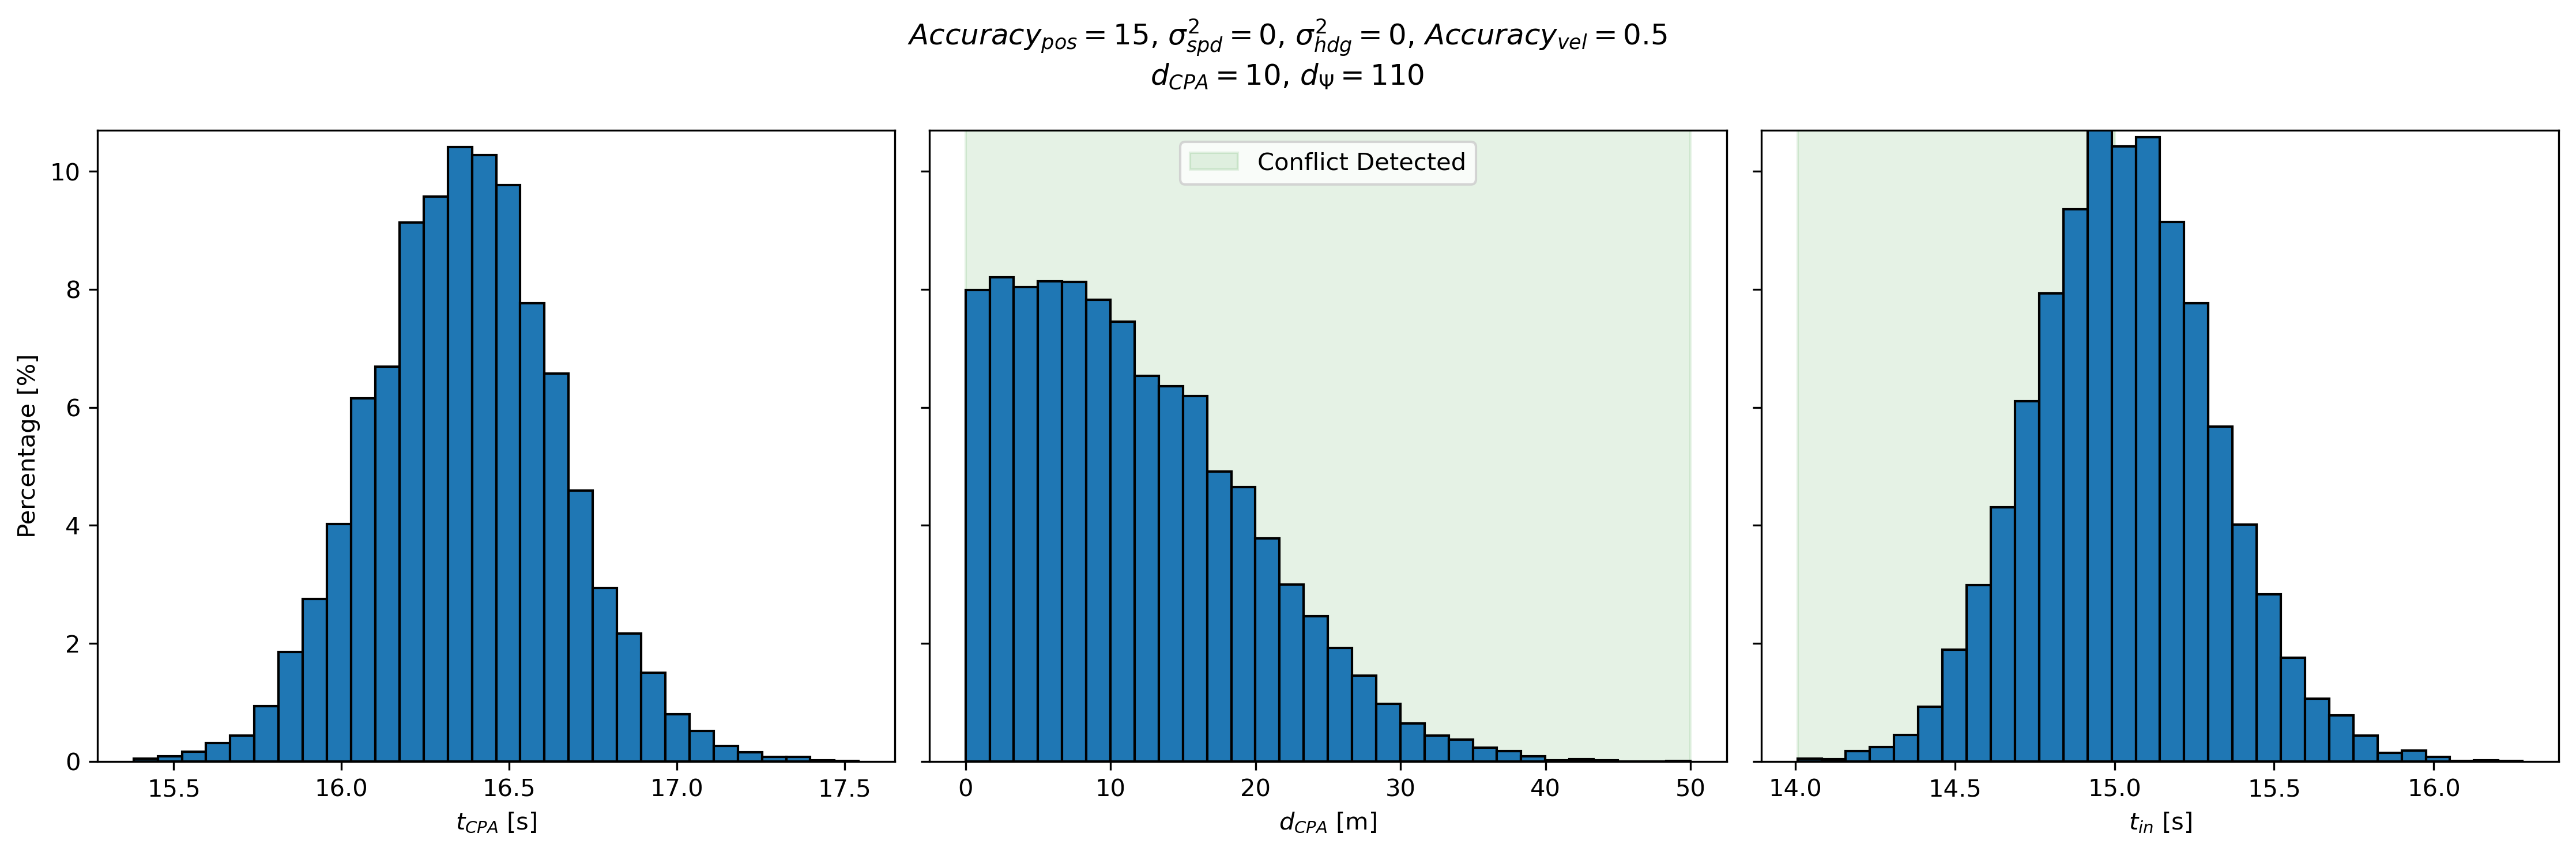 Accuracy_pos = 15, σ²_spd = 0, σ²_hdg = 0, Accuracy_vel = 0.5
d_CPA = 10, d_Ψ = 110
Percentage [%]
10
8
6
4
2
0
15.5 16.0 16.5 17.0 17.5
t_CPA [s]
Conflict Detected
0 10 20 30 40 50
d_CPA [m]
14.0 14.5 15.0 15.5 16.0
t_in [s]